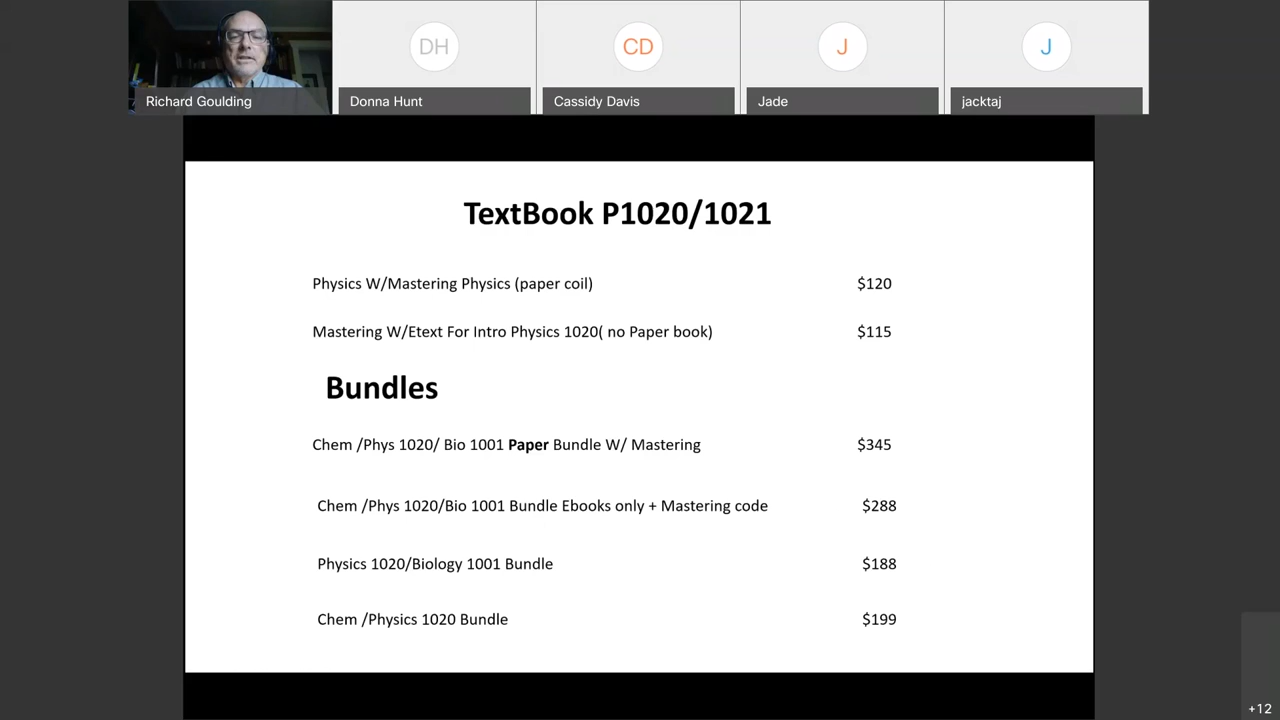 DH
CD
J
J
Richard Goulding
Donna Hunt
Cassidy Davis
Jade
jacktaj
TextBook P1020/1021
Physics W/Mastering Physics (paper coil) $120
Mastering W/Etext For Intro Physics 1020( no Paper book) $115
Bundles
Chem /Phys 1020/ Bio 1001 Paper Bundle W/ Mastering $345
Chem /Phys 1020/Bio 1001 Bundle Ebooks only + Mastering code $288
Physics 1020/Biology 1001 Bundle $188
Chem /Physics 1020 Bundle $199
+12